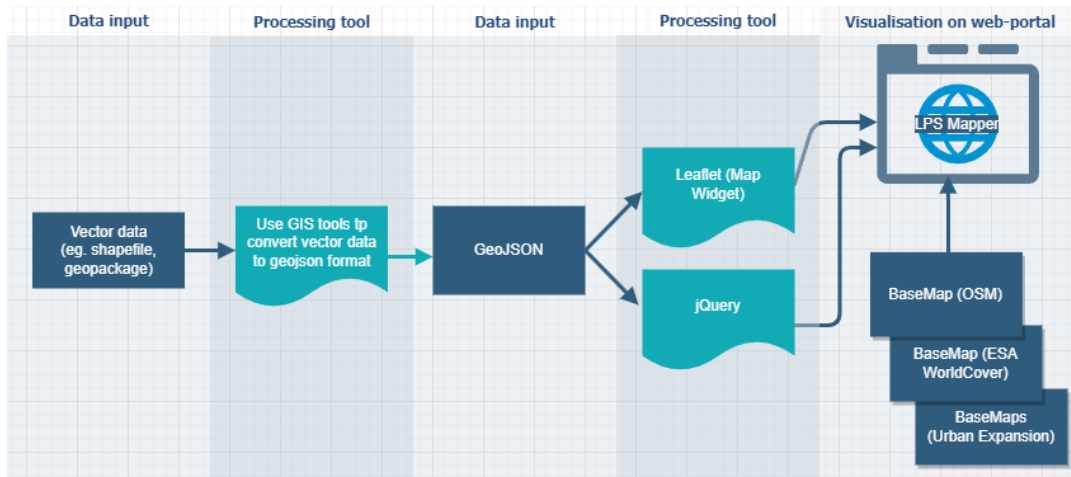 Data input
Processing tool
Data input
Processing tool
Visualisation on web-portal
Vector data
(eg. shapefile,
geopackage)
Use GIS tools tp
convert vector data
to geojson format
GeoJSON
Leaflet (Map
Widget)
jQuery
LPS Mapper
BaseMap (OSM)
BaseMap (ESA
WorldCover)
BaseMaps
(Urban Expansion)